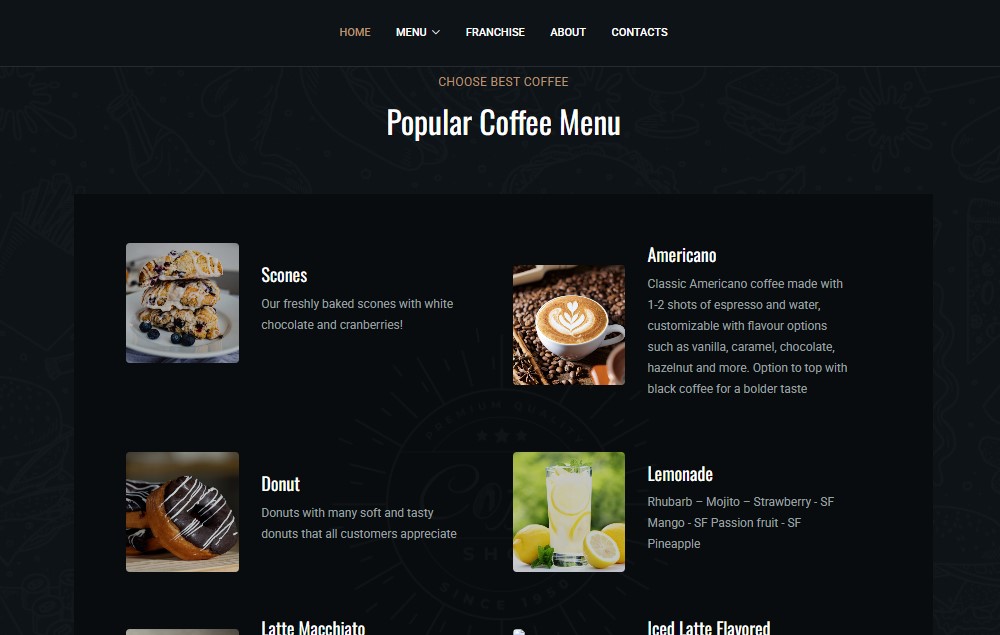 HOME MENU FRANCHISE ABOUT CONTACTS
CHOOSE BEST COFFEE
Popular Coffee Menu
Scones
Our freshly baked scones with white
chocolate and cranberries!
Americano
Classic Americano coffee made with
1-2 shots of espresso and water,
customizable with flavour options
such as vanilla, caramel, chocolate,
hazelnut and more. Option to top with
black coffee for a bolder taste
PREMIUM QUALITY
Donut
Donuts with many soft and tasty
donuts that all customers appreciate
Lemonade
Rhubarb – Mojito – Strawberry - SF
Mango - SF Passion fruit - SF
Pineapple
Latte Macchiato
Iced Latte Flavored